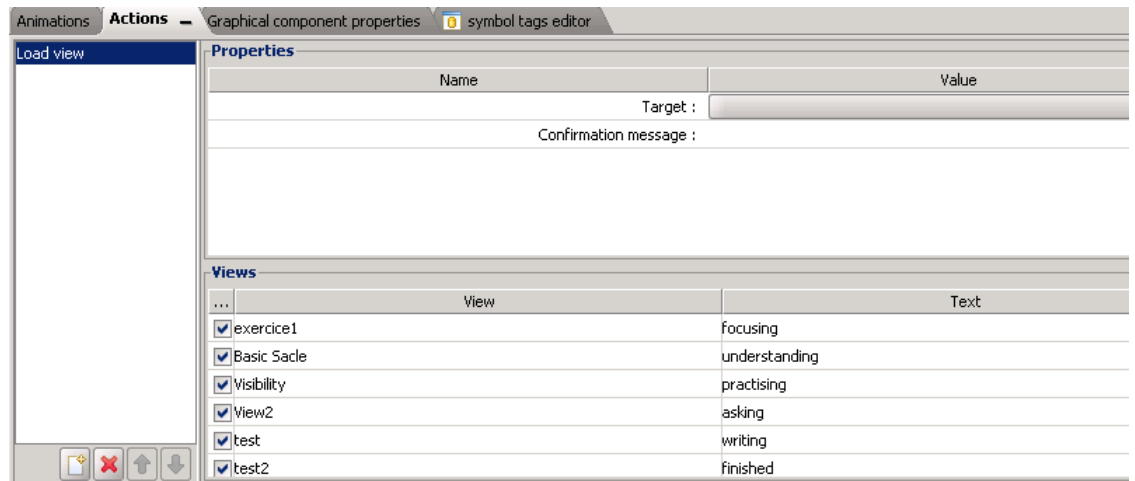 Animations Actions Graphical component properties symbol tags editor
Load view
Properties
Name Value
Target :
Confirmation message :
Views
... View Text
exercice1 focusing
Basic Sacle understanding
Visibility practising
View2 asking
test writing
test2 finished